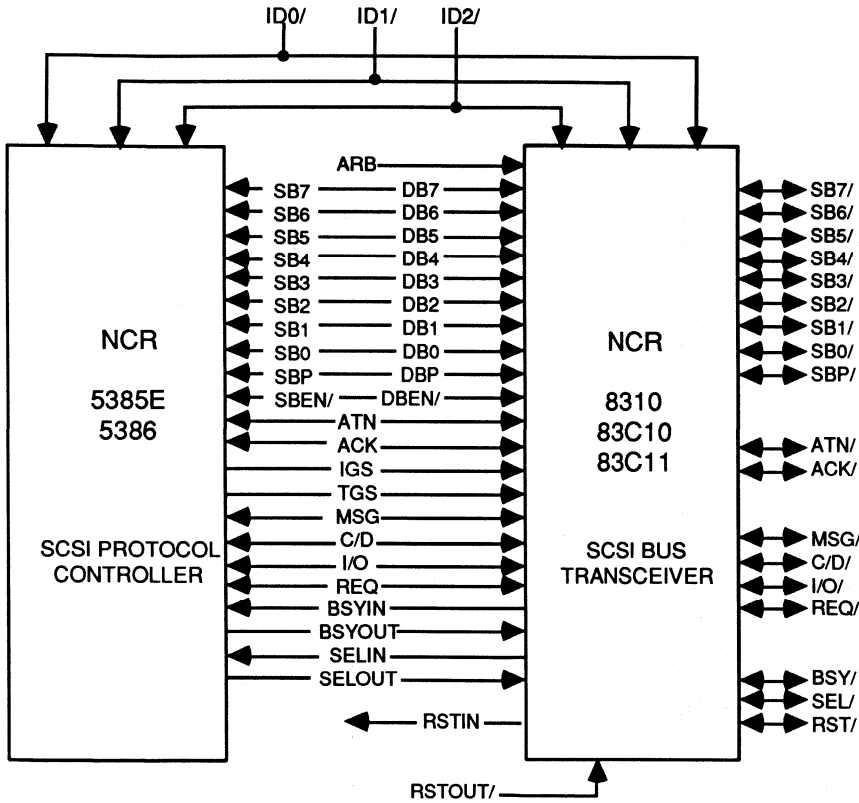 ID0/ ID1/ ID2/
ARB
SB7 DB7 SB7/
SB6 DB6 SB6/
SB5 DB5 SB5/
SB4 DB4 SB4/
SB3 DB3 SB3/
SB2 DB2 SB2/
SB1 DB1 SB1/
SB0 DB0 SB0/
SBP DBP SBP/
SBEN/ DBEN/
ATN ATN/
ACK ACK/
IGS
TGS
MSG MSG/
C/D C/D/
I/O I/O/
REQ REQ/
BSYIN
BSYOUT
SELIN
SELOUT
BSY/
SEL/
RSTIN RST/
RSTOUT/
NCR
5385E
5386
SCSI PROTOCOL
CONTROLLER
NCR
8310
83C10
83C11
SCSI BUS
TRANSCEIVER